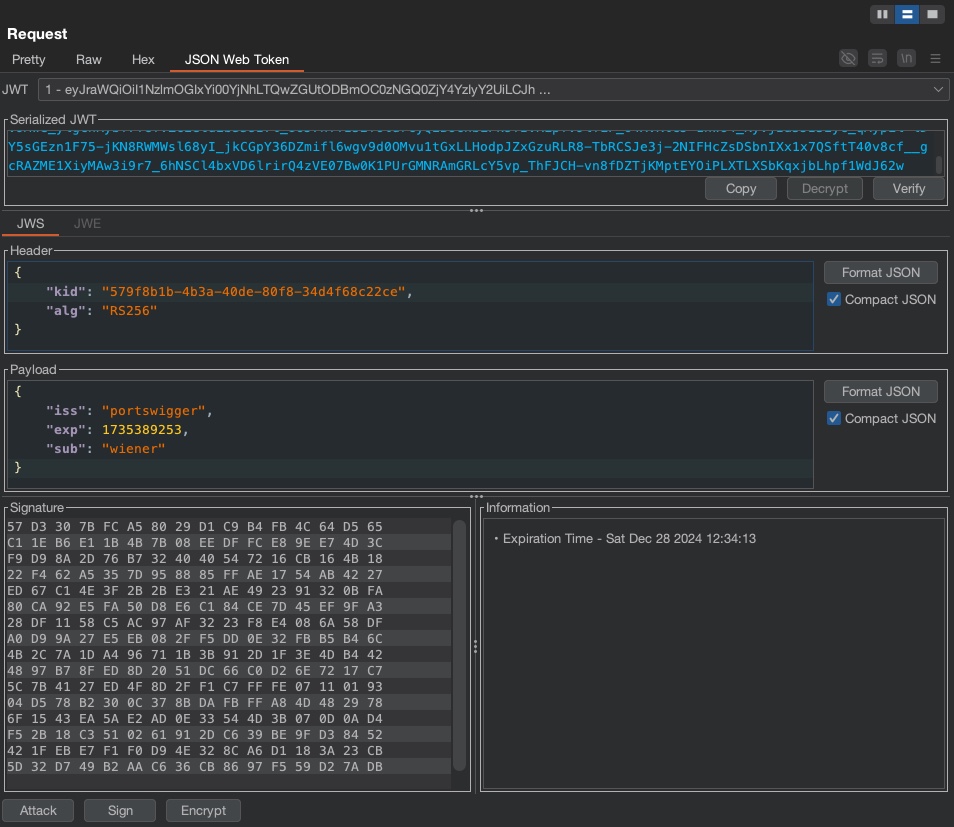 Request
Pretty Raw Hex JSON Web Token \n
JWT 1 - eyJraWQiOiI1NzlmOGIxYi00YjNhLTQwZGUtODBmOC0zNGQ0ZjY4YzIyY2UiLCJh ...
Serialized JWT
Y5sGEzn1F75-jKN8RWMWsl68yI_jkCGpY36DZmifl6wgv9d0OMvu1tGxLLHodpJZxGzuRLR8-TbRCSJe3j-2NIFHcZsDSbnIXx1x7QSftT40v8cf__g
cRAZME1XiyMAw3i9r7_6hNSCl4bxVD6lrirQ4zVE07Bw0K1PUrGMNRAmGRLcY5vp_ThFJCH-vn8fDZTjKMptEYOiPLXTLXSbKqxjbLhpf1WdJ62w
Copy Decrypt Verify
JWS JWE
Header
{
"kid": "579f8b1b-4b3a-40de-80f8-34d4f68c22ce",
"alg": "RS256"
}
Format JSON
Compact JSON
Payload
{
"iss": "portswigger",
"exp": 1735389253,
"sub": "wiener"
}
Format JSON
Compact JSON
Signature
57 D3 30 7B FC A5 80 29 D1 C9 B4 FB 4C 64 D5 65
C1 1E B6 E1 1B 4B 7B 08 EE DF FC E8 9E E7 4D 3C
F9 D9 8A 2D 76 B7 32 40 40 54 72 16 CB 16 4B 18
22 F4 62 A5 35 7D 95 88 85 FF AE 17 54 AB 42 27
ED 67 C1 4E 3F 2B 2B E3 21 AE 49 23 91 32 0B FA
80 CA 92 E5 FA 50 D8 E6 C1 84 CE 7D 45 EF 9F A3
28 DF 11 58 C5 AC 97 AF 32 23 F8 E4 08 6A 58 DF
A0 D9 9A 27 E5 EB 08 2F F5 DD 0E 32 FB B5 B4 6C
4B 2C 7A 1D A4 96 71 1B 3B 91 2D 1F 3E 4D B4 42
48 97 B7 8F ED 8D 20 51 DC 66 C0 D2 6E 72 17 C7
5C 7B 41 27 ED 4F 8D 2F F1 C7 FF FE 07 11 01 93
04 D5 78 B2 30 0C 37 8B DA FB FF A8 4D 48 29 78
6F 15 43 EA 5A E2 AD 0E 33 54 4D 3B 07 0D 0A D4
F5 2B 18 C3 51 02 61 91 2D C6 39 BE 9F D3 84 52
42 1F EB E7 F1 F0 D9 4E 32 8C A6 D1 18 3A 23 CB
5D 32 D7 49 B2 AA C6 36 CB 86 97 F5 59 D2 7A DB
Information
• Expiration Time - Sat Dec 28 2024 12:34:13
Attack Sign Encrypt